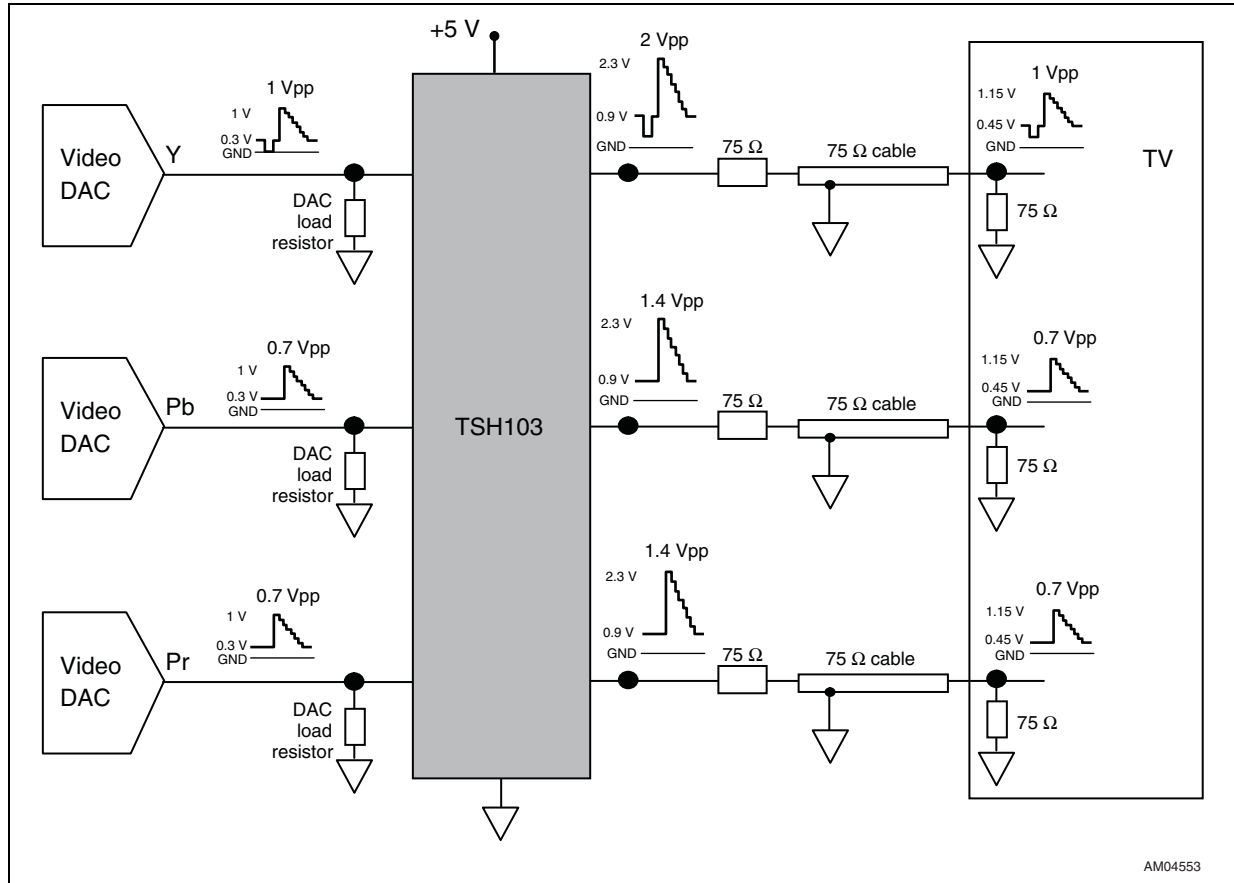 +5 V
2 Vpp
2.3 V
0.9 V
GND
1 Vpp
1 V
0.3 V
GND
1 Vpp
1.15 V
0.45 V
GND
TV
Video
DAC
Y
75 Ω
75 Ω cable
DAC
load
resistor
75 Ω
1.4 Vpp
2.3 V
0.9 V
GND
0.7 Vpp
1 V
0.3 V
GND
0.7 Vpp
1.15 V
0.45 V
GND
Video
DAC
Pb
TSH103
75 Ω
75 Ω cable
DAC
load
resistor
75 Ω
1.4 Vpp
2.3 V
0.9 V
GND
0.7 Vpp
1 V
0.3 V
GND
0.7 Vpp
1.15 V
0.45 V
GND
Video
DAC
Pr
75 Ω
75 Ω cable
DAC
load
resistor
75 Ω
AM04553